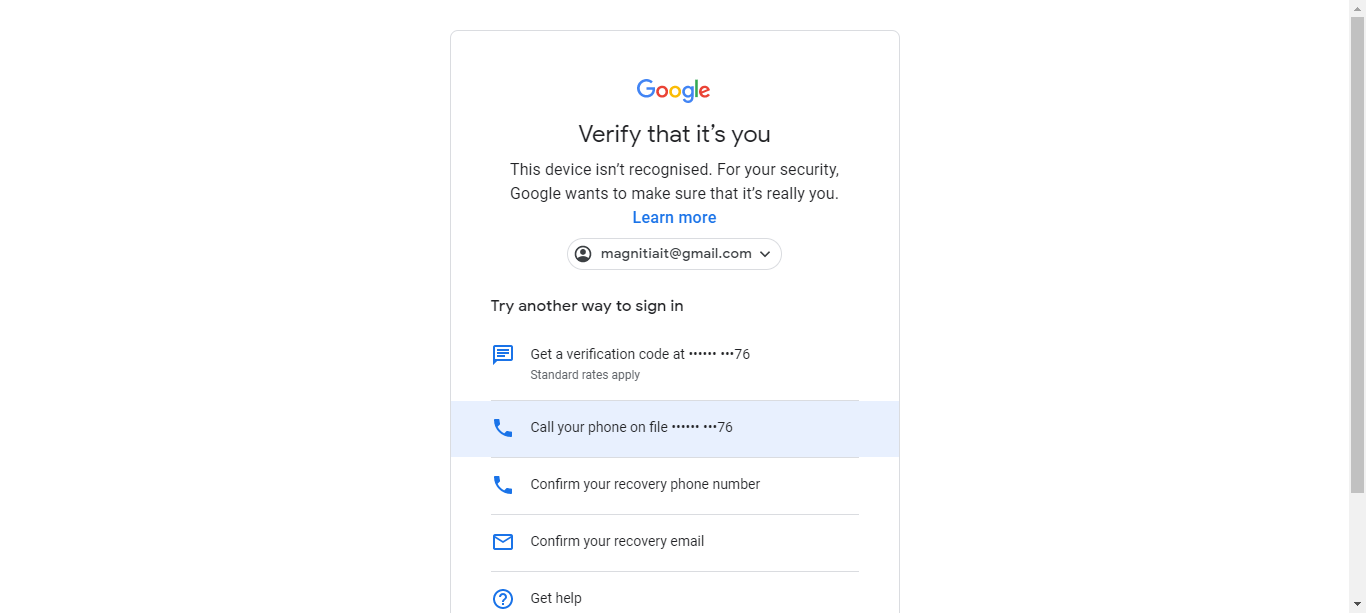 Google
Verify that it’s you
This device isn’t recognised. For your security,
Google wants to make sure that it’s really you.
Learn more
magnitiait@gmail.com
Try another way to sign in
Get a verification code at •••••• •••76
Standard rates apply
Call your phone on file •••••• •••76
Confirm your recovery phone number
Confirm your recovery email
Get help